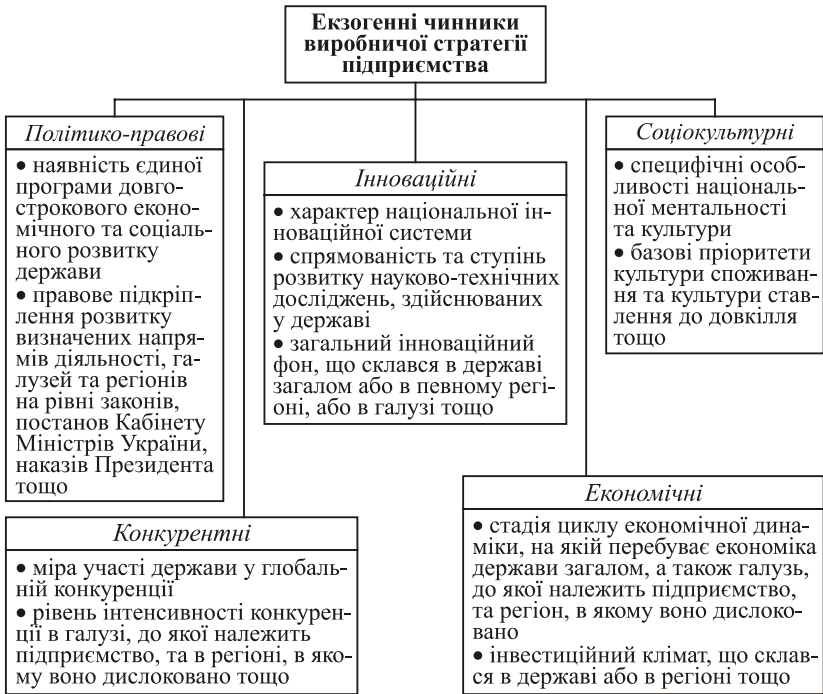 Екзогенні чинники
виробничої стратегії
підприємства
Політико-правові
• наявність єдиної
програми довго-
строкового еконо-
мічного та соціаль-
ного розвитку
держави
• правове підкріп-
лення розвитку
визначених напря-
мів діяльності, га-
лузей та регіонів
на рівні законів,
постанов Кабінету
Міністрів України,
наказів Президента
тощо
Інноваційні
• характер національної ін-
новаційної системи
• спрямованість та ступінь
розвитку науково-технічних
досліджень, здійснюваних
у державі
• загальний інноваційний
фон, що склався в державі
загалом або в певному регі-
оні, або в галузі тощо
Соціокультурні
• специфічні особ-
ливості національ-
ної ментальності
та культури
• базові пріоритети
культури споживан-
ня та культури став-
лення до довкілля
тощо
Конкурентні
• міра участі держави у глобаль-
ній конкуренції
• рівень інтенсивності конкурен-
ції в галузі, до якої належить
підприємство, та в регіоні, в яко-
му воно дислоковано тощо
Економічні
• стадія циклу економічної дина-
міки, на якій перебуває економіка
держави загалом, а також галузь,
до якої належить підприємство,
та регіон, в якому воно дислоко-
вано
• інвестиційний клімат, що склав-
ся в державі або в регіоні тощо